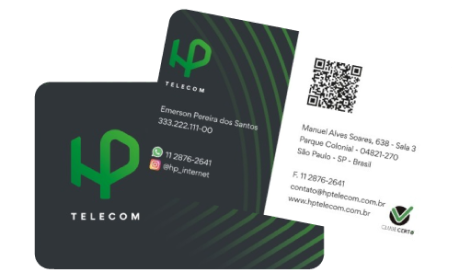 hp
TELECOM
hp
TELECOM
Emerson Pereira dos Santos
333.222.111-00
11 2876-2641
@hp_internet
Manuel Alves Soares, 638 - Sala 3
Parque Colonial - 04821-270
São Paulo - SP - Brasil
F. 11 2876-2641
contato@hptelecom.com.br
www.hptelecom.com.br